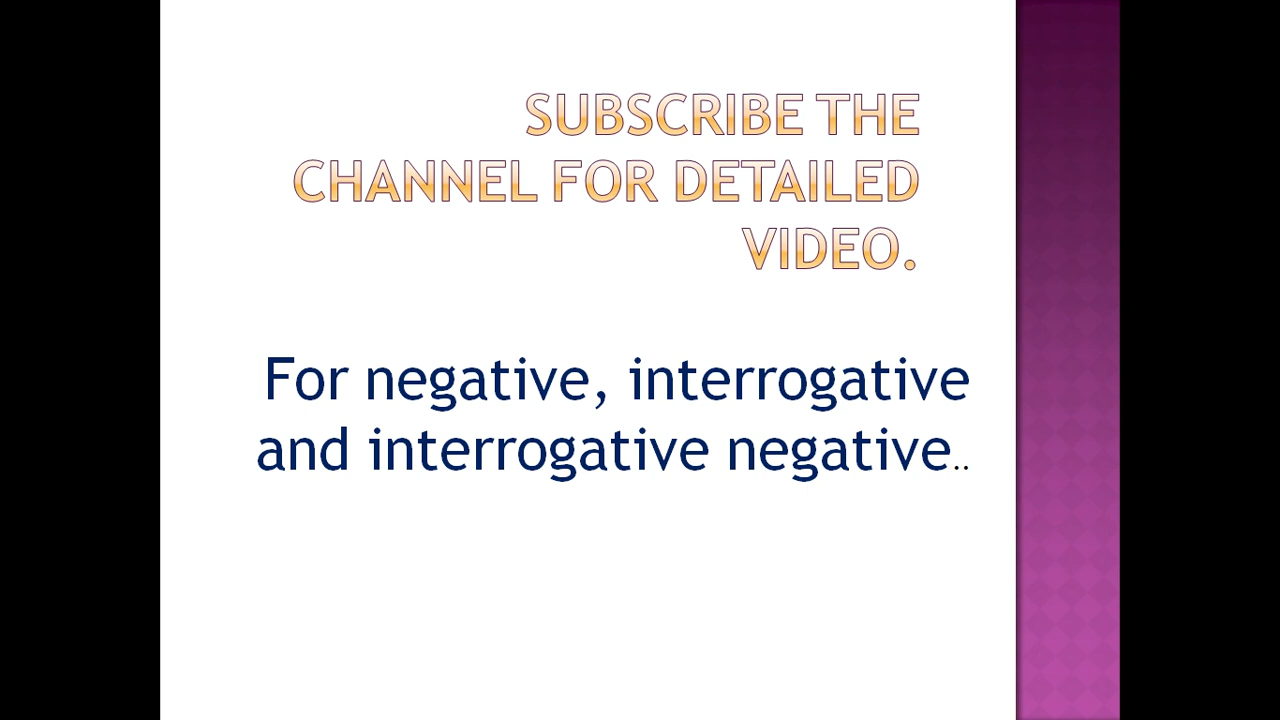 SUBSCRIBE THE
CHANNEL FOR DETAILED
VIDEO.
For negative, interrogative
and interrogative negative..